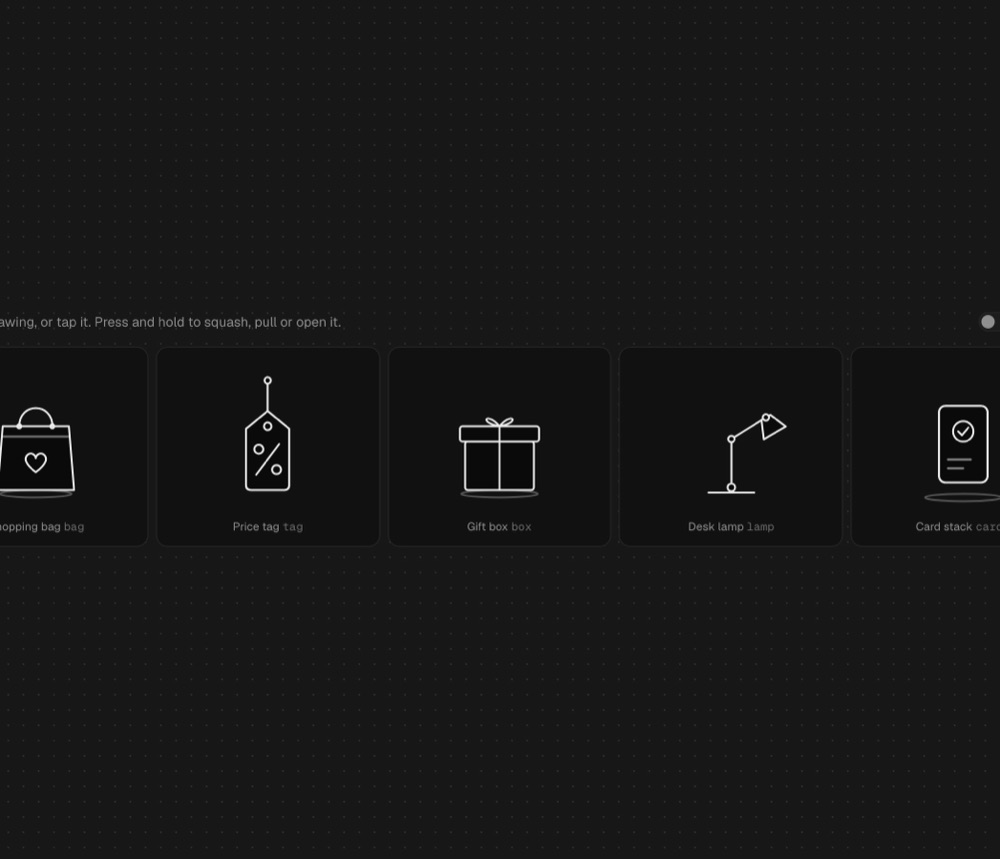 awing, or tap it. Press and hold to squash, pull or open it.
opping bag bag
Price tag tag
Gift box box
Desk lamp lamp
Card stack card